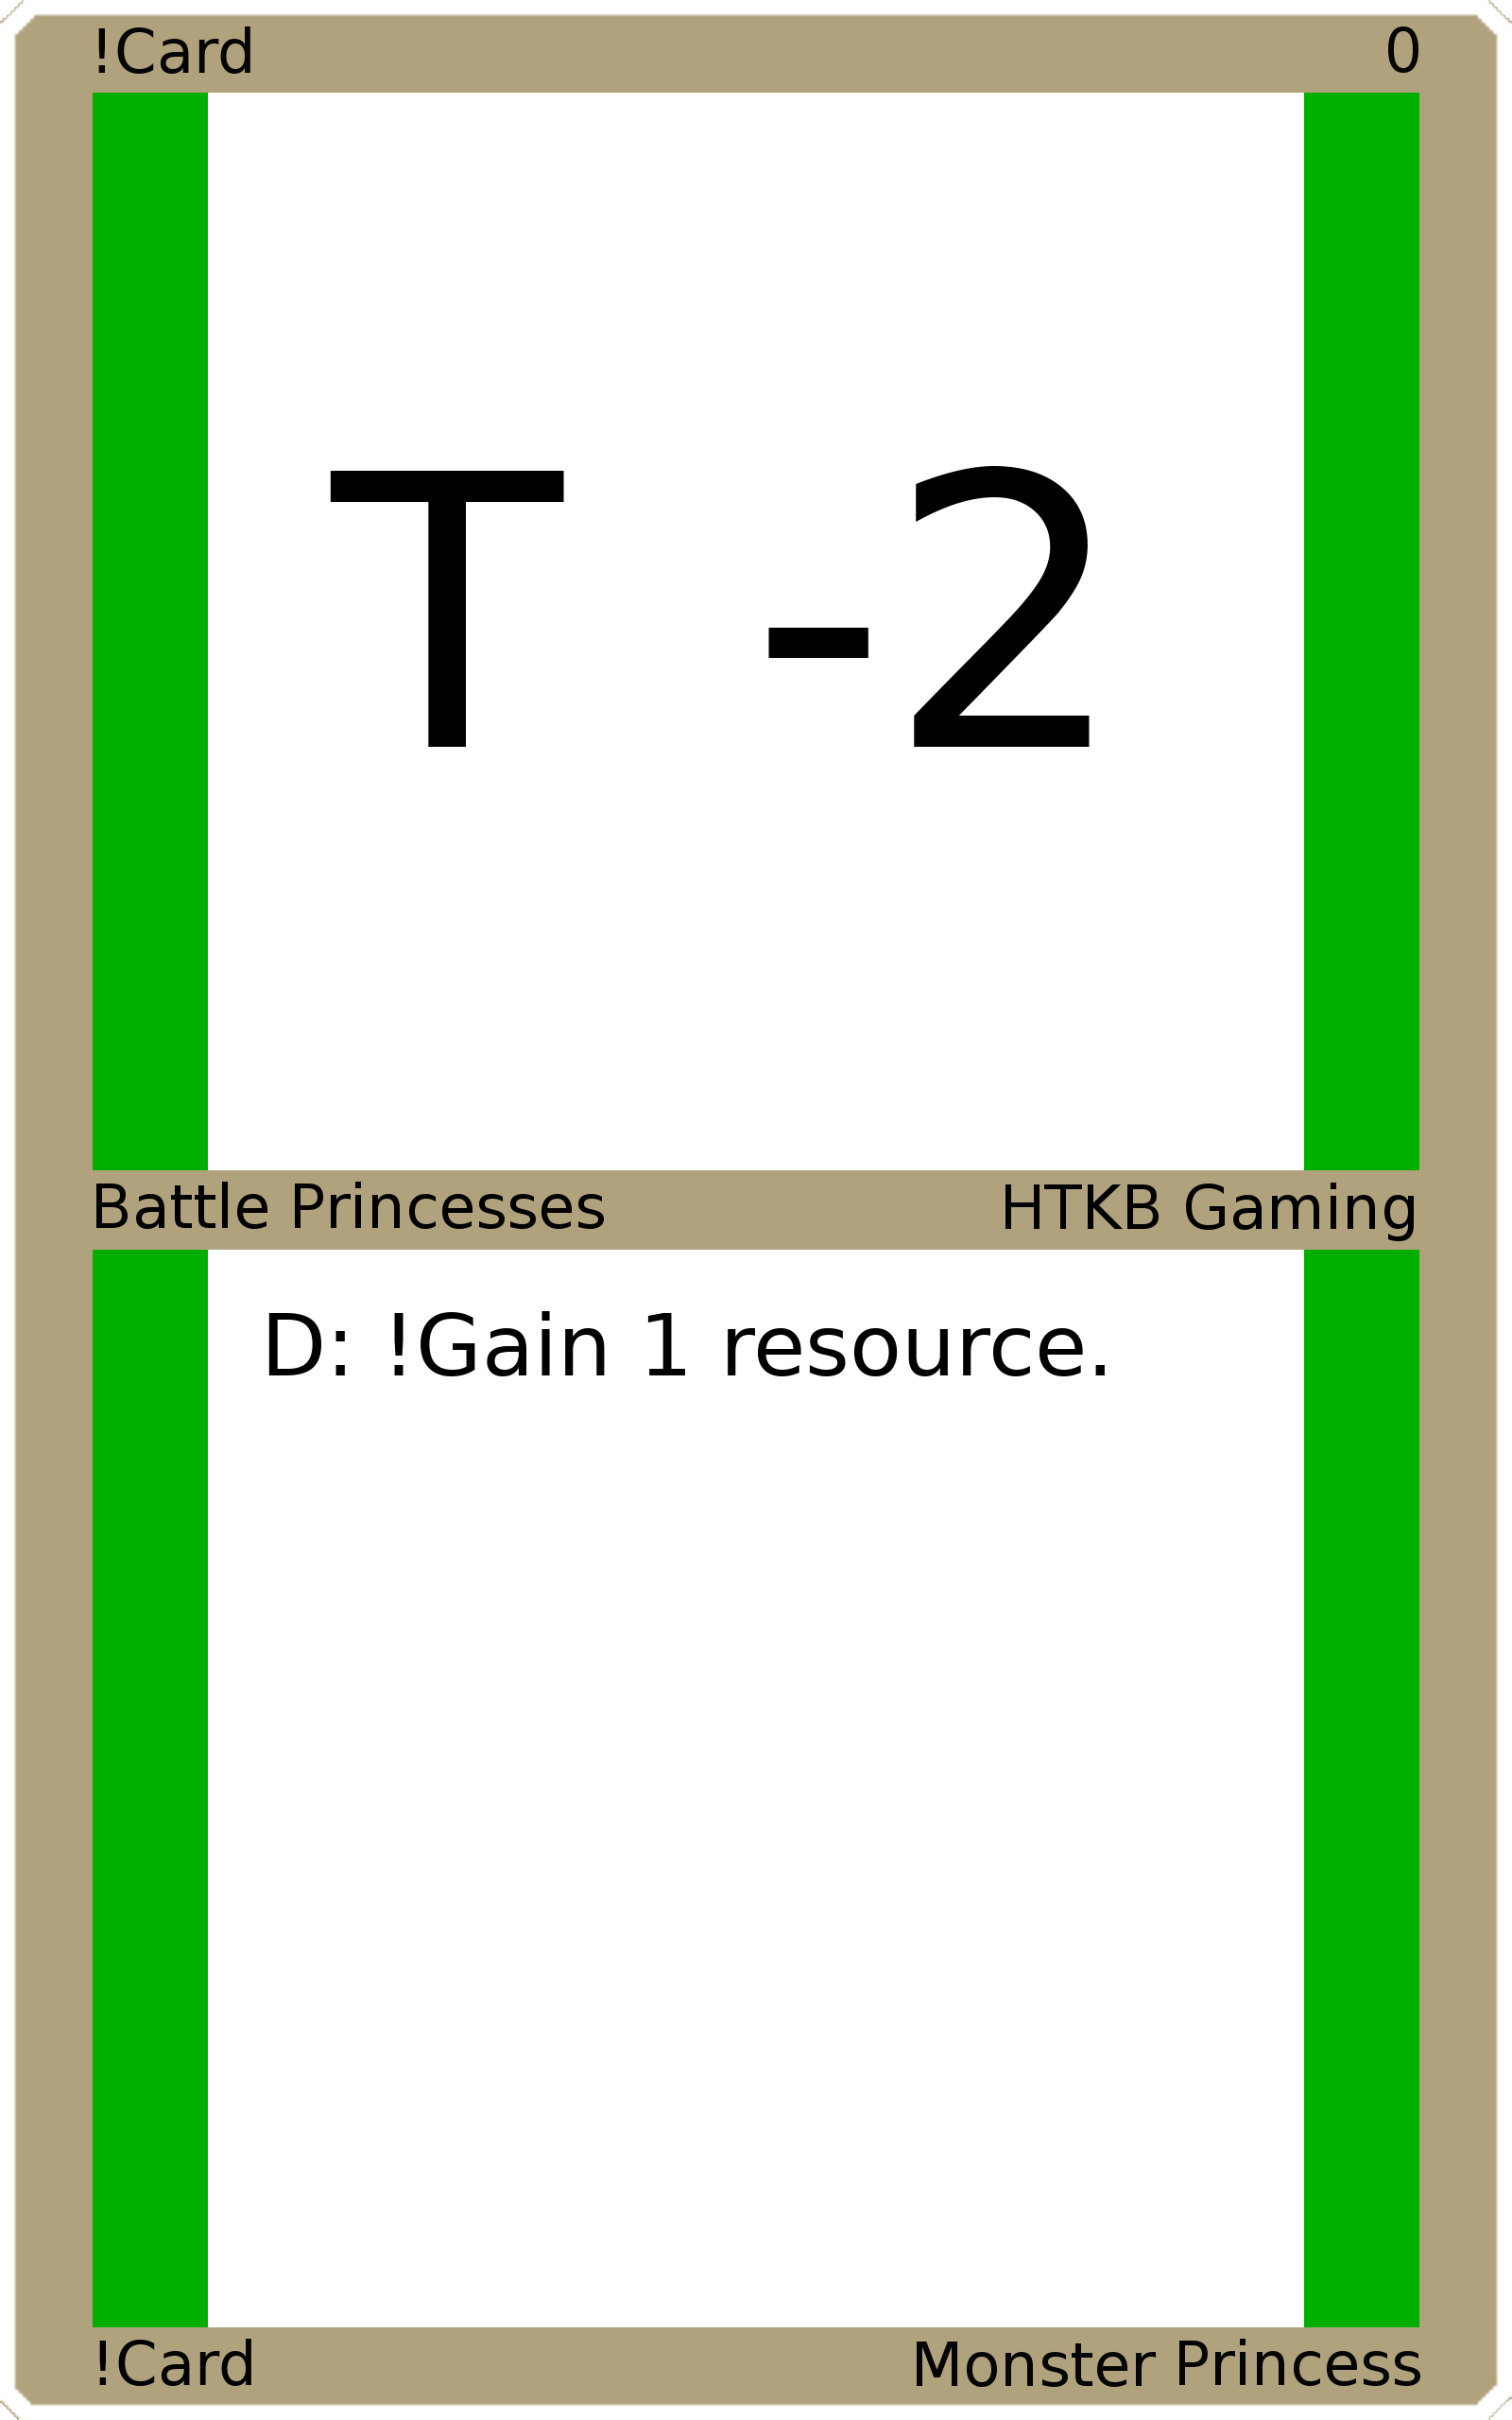 !Card 0
T -2
Battle Princesses HTKB Gaming
D: !Gain 1 resource.
!Card Monster Princess